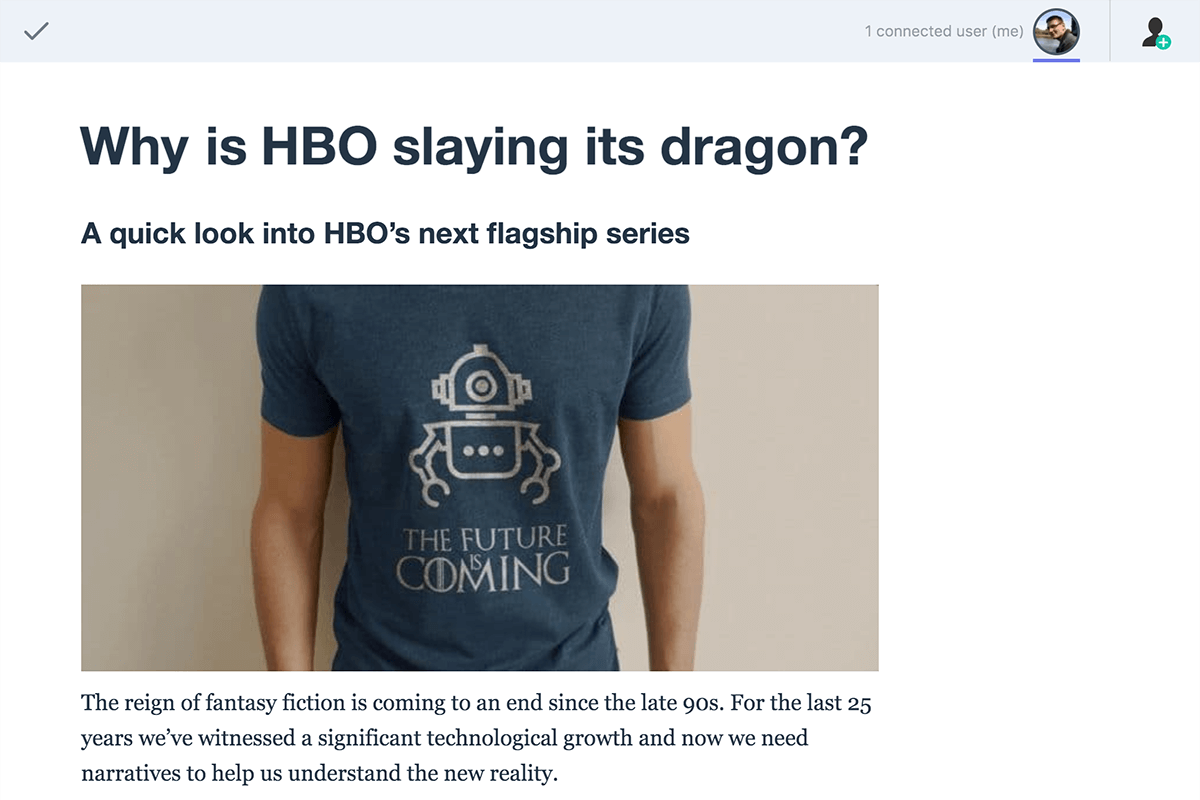 1 connected user (me)
Why is HBO slaying its dragon?
A quick look into HBO’s next flagship series
THE FUTURE
IS
COMING
The reign of fantasy fiction is coming to an end since the late 90s. For the last 25
years we’ve witnessed a significant technological growth and now we need
narratives to help us understand the new reality.